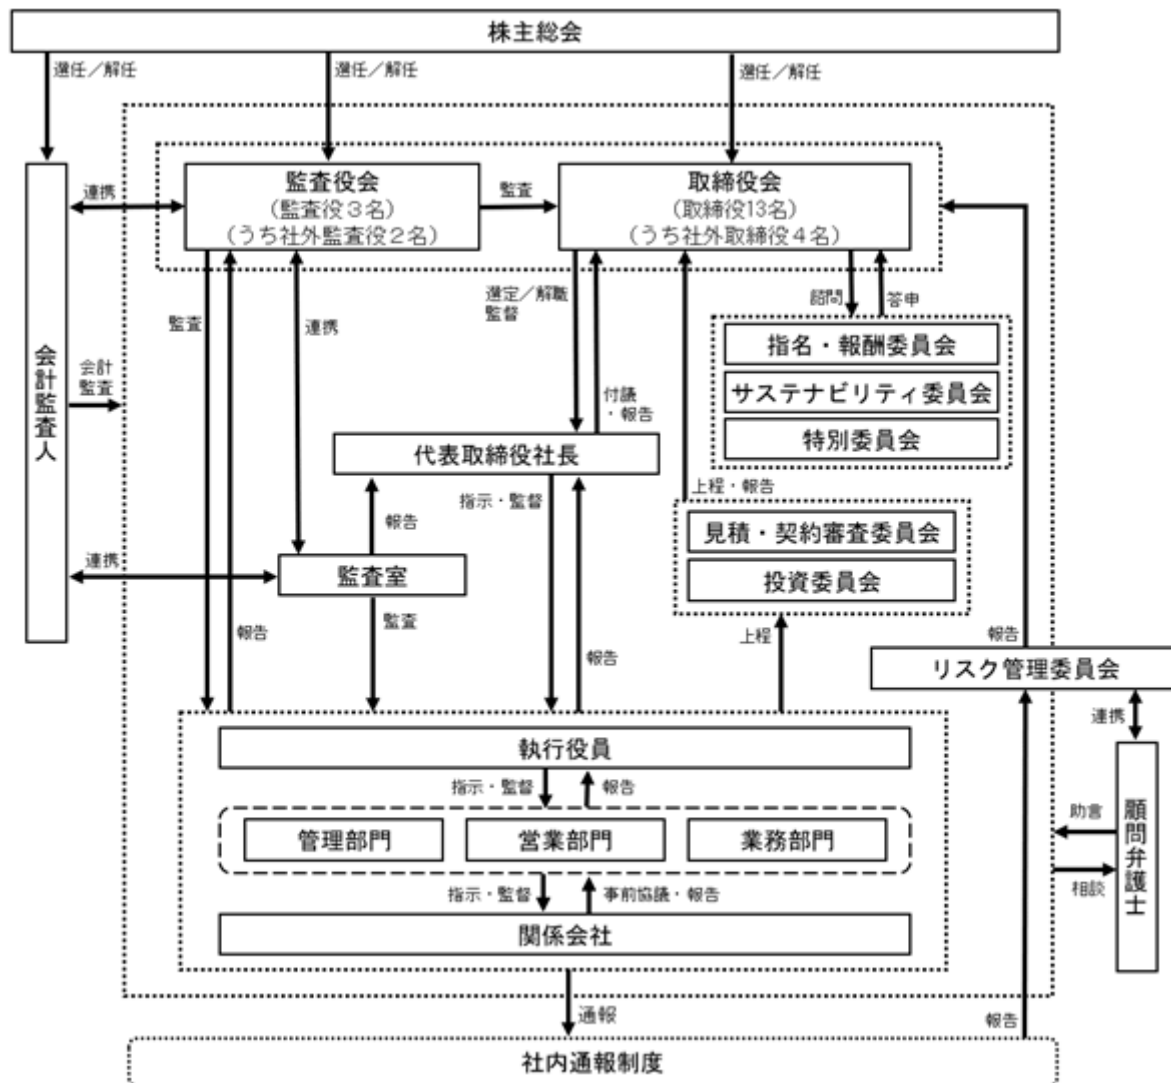 株主総会
選任／解任
選任／解任
選任／解任
監査役会
（監査役３名）
（うち社外監査役２名）
取締役会
（取締役13名）
（うち社外取締役４名）
連携
監査
監査
連携
選定／解職
監督
諮問
答申
会計監査人
会計
監査
指名・報酬委員会
サステナビリティ委員会
特別委員会
付議
・報告
代表取締役社長
上程・報告
指示・監督
報告
見積・契約審査委員会
投資委員会
連携
監査室
監査
報告
報告
上程
報告
リスク管理委員会
連携
執行役員
指示・監督
報告
管理部門
営業部門
業務部門
助言
相談
顧問弁護士
指示・監督
事前協議・報告
関係会社
通報
報告
社内通報制度